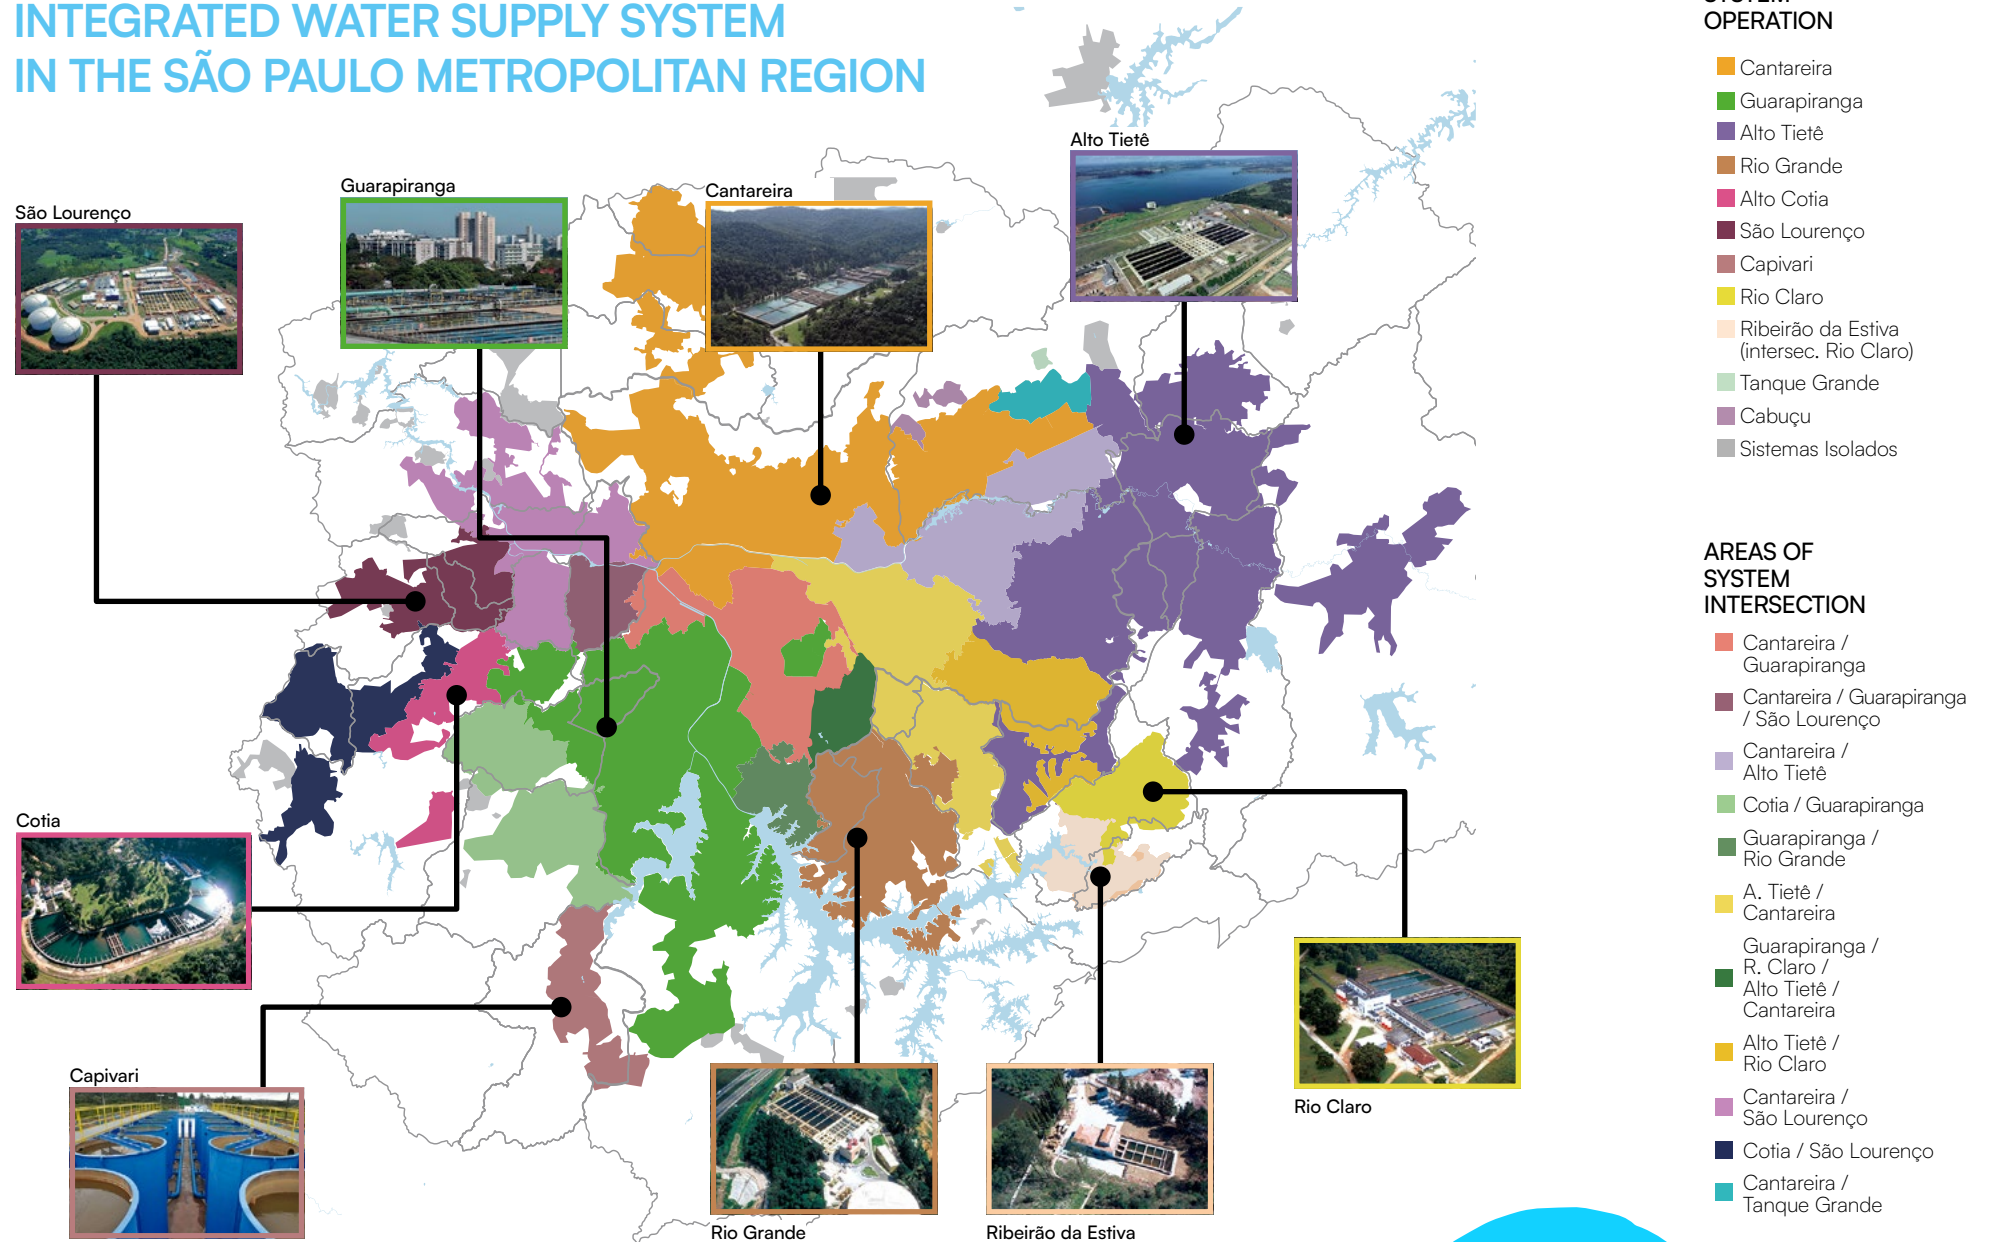 INTEGRATED WATER SUPPLY SYSTEM
IN THE SÃO PAULO METROPOLITAN REGION
São Lourenço
Guarapiranga
Cantareira
Alto Tietê
Cotia
Capivari
Rio Grande
Ribeirão da Estiva
Rio Claro
OPERATION
Cantareira
Guarapiranga
Alto Tietê
Rio Grande
Alto Cotia
São Lourenço
Capivari
Rio Claro
Ribeirão da Estiva
(intersec. Rio Claro)
Tanque Grande
Cabuçu
Sistemas Isolados
AREAS OF
SYSTEM
INTERSECTION
Cantareira /
Guarapiranga
Cantareira / Guarapiranga
/ São Lourenço
Cantareira /
Alto Tietê
Cotia / Guarapiranga
Guarapiranga /
Rio Grande
A. Tietê /
Cantareira
Guarapiranga /
R. Claro /
Alto Tietê /
Cantareira
Alto Tietê /
Rio Claro
Cantareira /
São Lourenço
Cotia / São Lourenço
Cantareira /
Tanque Grande